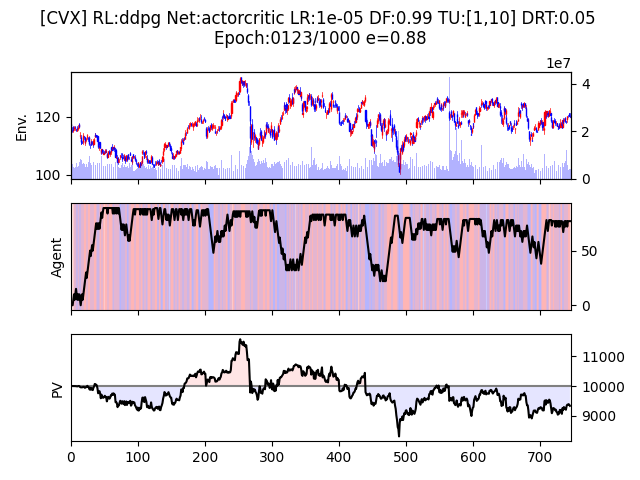 [CVX] RL:ddpg Net:actorcritic LR:1e-05 DF:0.99 TU:[1,10] DRT:0.05
Epoch:0123/1000 e=0.88
1e7
Env.
120
100
4
2
0
Agent
50
0
PV
11000
10000
9000
0 100 200 300 400 500 600 700